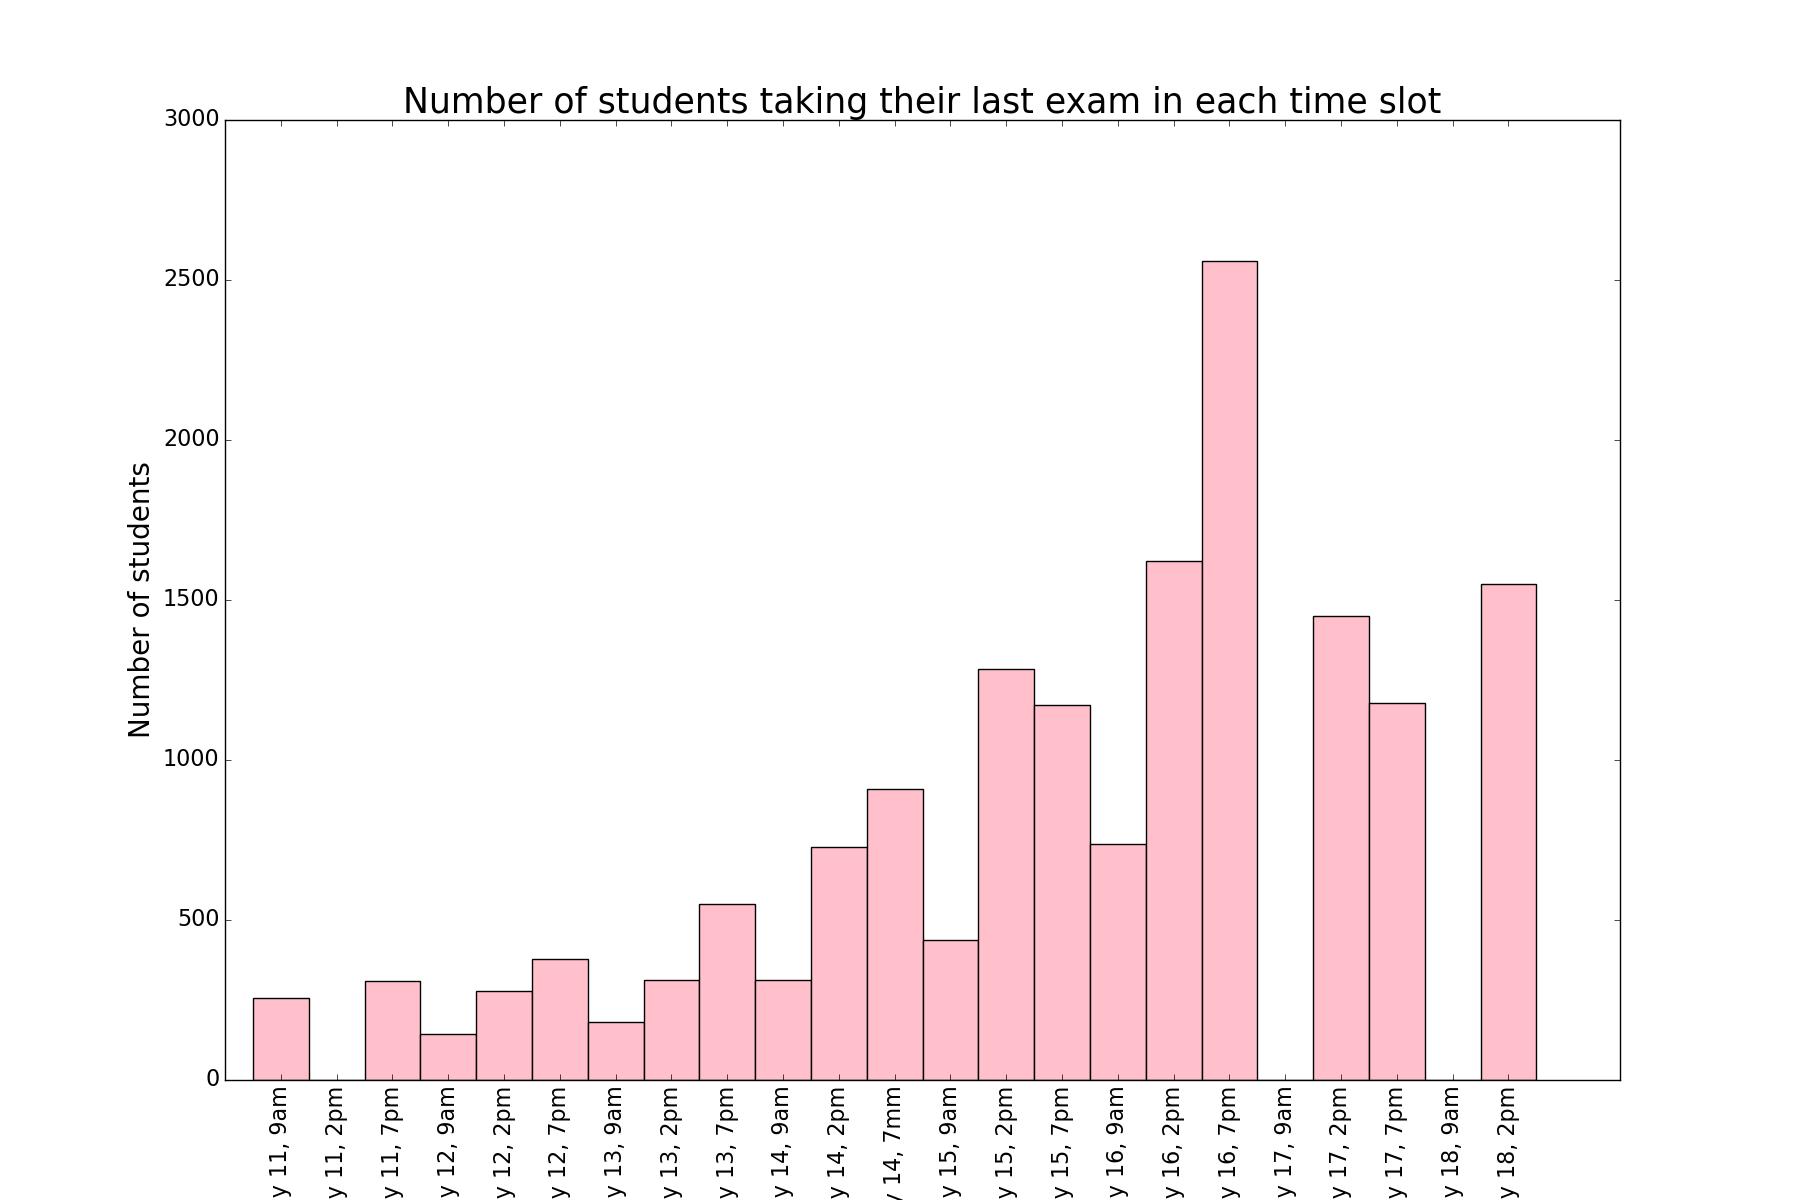 Number of students taking their last exam in each time slot
Number of students
3000
2500
2000
1500
1000
500
0
y 11, 9am
y 11, 2pm
y 11, 7pm
y 12, 9am
y 12, 2pm
y 12, 7pm
y 13, 9am
y 13, 2pm
y 13, 7pm
y 14, 9am
y 14, 2pm
y 14, 7mm
y 15, 9am
y 15, 2pm
y 15, 7pm
y 16, 9am
y 16, 2pm
y 16, 7pm
y 17, 9am
y 17, 2pm
y 17, 7pm
y 18, 9am
y 18, 2pm